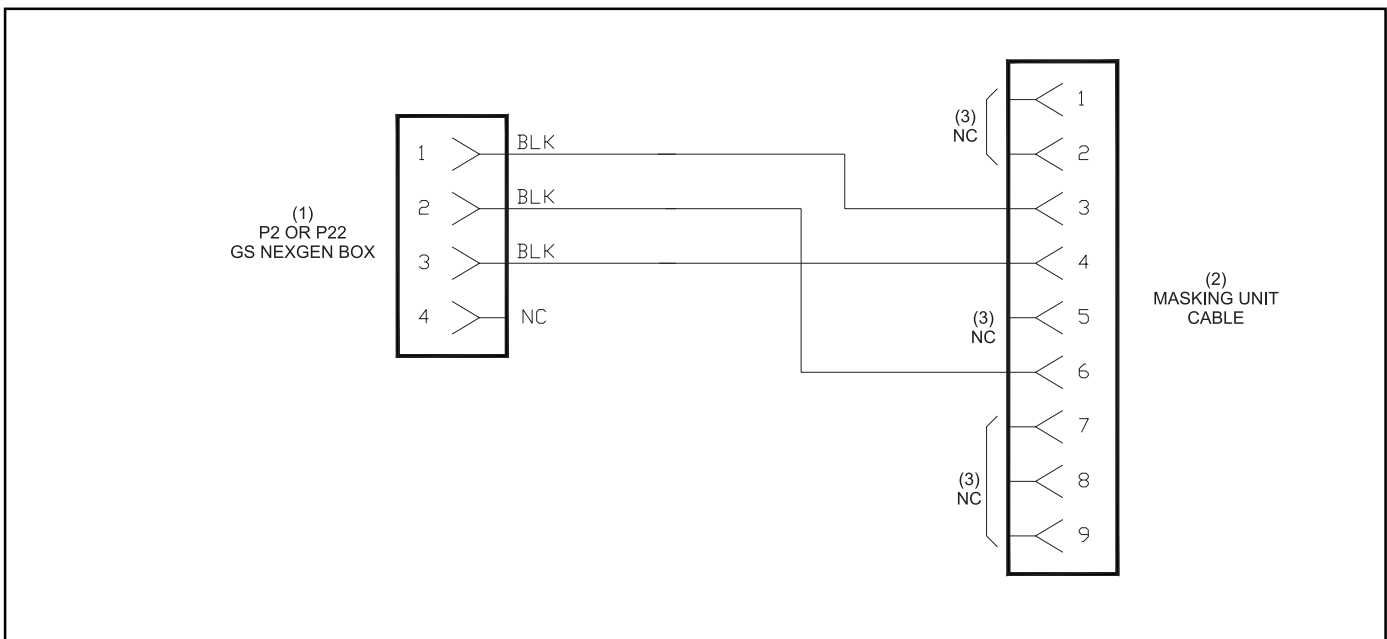 (1)
P2 OR P22
GS NEXGEN BOX
1 BLK
2 BLK
3 BLK
4 NC
(3)
NC
1
2
3
4
(3)
NC
5
6
(3)
NC
7
8
9
(2)
MASKING UNIT
CABLE